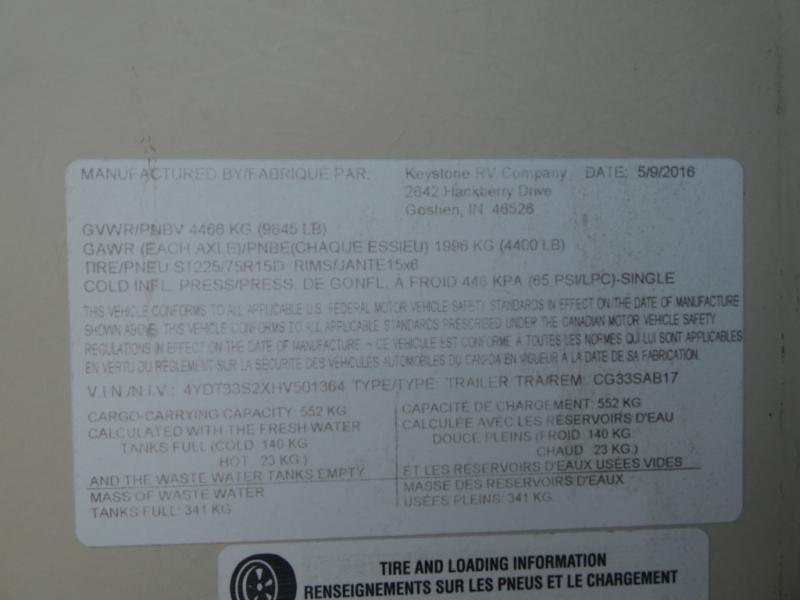 MANUFACTURED BY/FABRIQUE PAR: Keystone RV Company DATE: 5/9/2016
2642 Hackberry Drive
Goshen, IN 46526
GVWR/PNBV 4466 KG (9845 LB)
GAWR (EACH AXLE)/PNBE(CHAQUE ESSIEU) 1996 KG (4400 LB)
TIRE/PNEU ST225/75R15D RIMS/JANTE15x6
COLD INFL. PRESS/PRESS. DE GONFL. À FROID 448 KPA (65 PSI/LPC)-SINGLE
THIS VEHICLE CONFORMS TO ALL APPLICABLE U.S. FEDERAL MOTOR VEHICLE SAFETY STANDARDS IN EFFECT ON THE DATE OF MANUFACTURE
SHOWN ABOVE. THIS VEHICLE CONFORMS TO ALL APPLICABLE STANDARDS PRESCRIBED UNDER THE CANADIAN MOTOR VEHICLE SAFETY
REGULATIONS IN EFFECT ON THE DATE OF MANUFACTURE ~ CE VÉHICULE EST CONFORME À TOUTES LES NORMES QUI LUI SONT APPLICABLES
EN VERTU DU RÈGLEMENT SUR LA SÉCURITÉ DES VÉHICULES AUTOMOBILES DU CANADA EN VIGUEUR À LA DATE DE SA FABRICATION.
V.I.N./N.I.V.: 4YDT33S2XHV501364 TYPE/TYPE: TRAILER TRA/REM: CG33SAB17
CARGO-CARRYING CAPACITY: 552 KG
CALCULATED WITH THE FRESH WATER
TANKS FULL (COLD: 140 KG
HOT: 23 KG.)
AND THE WASTE WATER TANKS EMPTY
MASS OF WASTE WATER
TANKS FULL: 341 KG
CAPACITÉ DE CHARGEMENT: 552 KG
CALCULÉE AVEC LES RÉSERVOIRS D'EAU
DOUCE PLEINS (FROID: 140 KG
CHAUD: 23 KG.)
ET LES RÉSERVOIRS D'EAUX USÉES VIDES
MASSE DES RÉSERVOIRS D'EAUX
USÉES PLEINS: 341 KG.
TIRE AND LOADING INFORMATION
RENSEIGNEMENTS SUR LES PNEUS ET LE CHARGEMENT